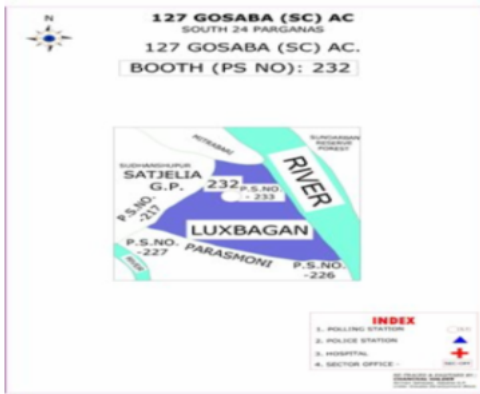 N
127 GOSABA (SC) AC
SOUTH 24 PARGANAS
127 GOSABA (SC) AC.
BOOTH (PS NO): 232
SUNDARBAN
RESERVE
FOREST
RIVER
SUDHANSHUPUR
SATJELIA
G.P.
232
P.S.NO.
- 233
P.S.NO.
-217
LUXBAGAN
P.S.NO.
-227
PARASMONI
P.S.NO.
-226
RIVER
INDEX
1. POLLING STATION
2. POLICE STATION
3. HOSPITAL
4. SECTOR OFFICE -